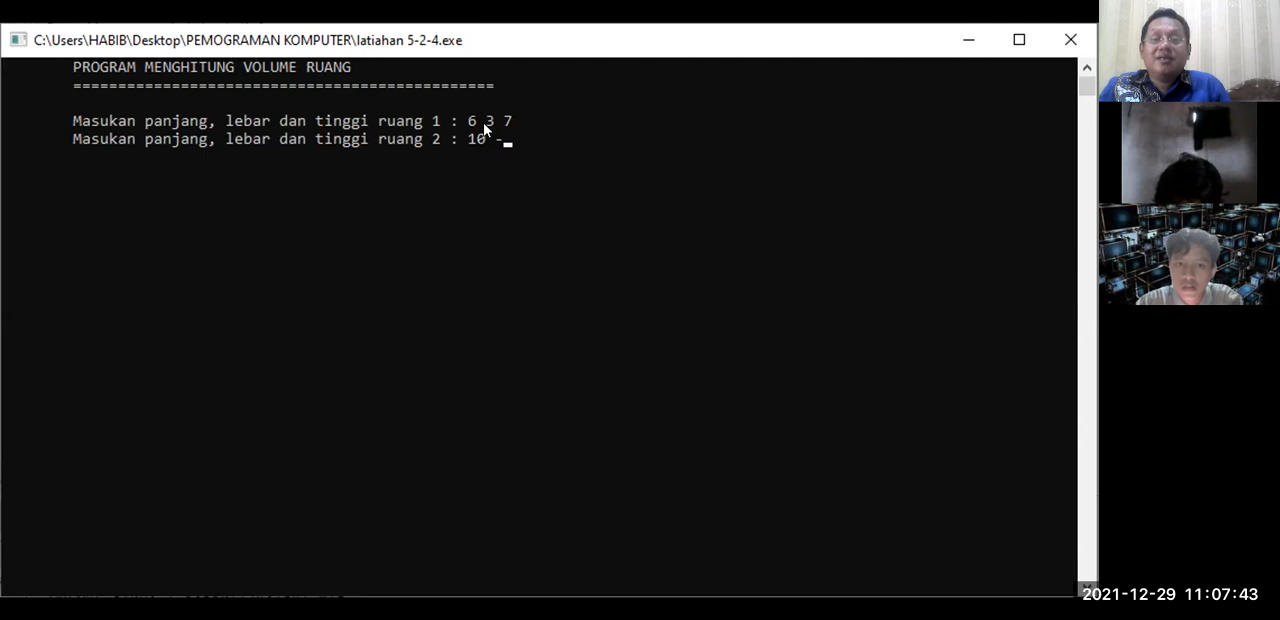 C:\Users\HABIB\Desktop\PEMOGRAMAN KOMPUTER\latiahan 5-2-4.exe
PROGRAM MENGHITUNG VOLUME RUANG
===============================================
Masukan panjang, lebar dan tinggi ruang 1 : 6 3 7
Masukan panjang, lebar dan tinggi ruang 2 : 10 -
2021-12-29 11:07:43